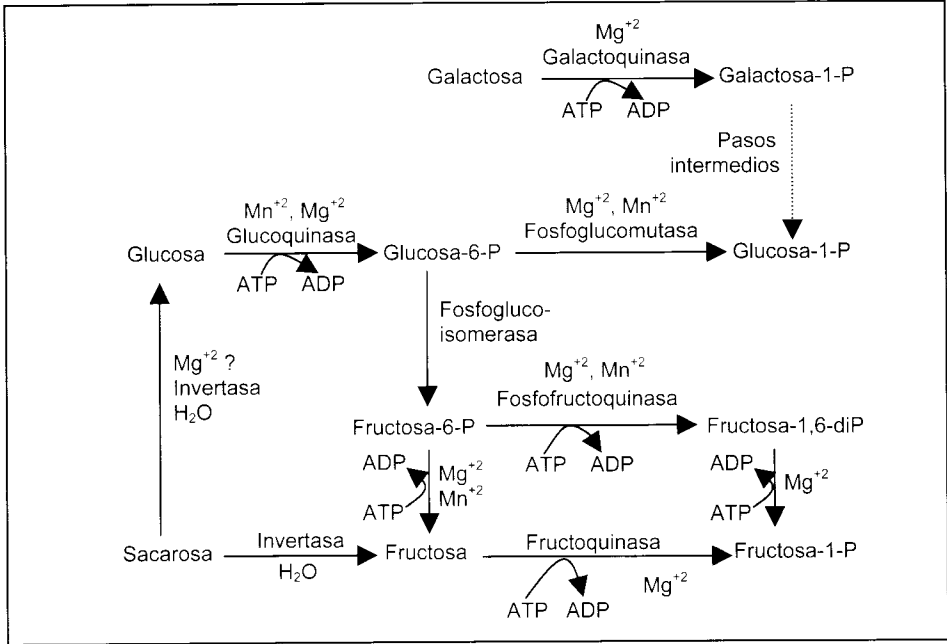 Mg+2
Galactoquinasa
Galactosa
Galactosa-1-P
ATP
ADP
Pasos
intermedios
Mn+2, Mg+2
Glucoquinasa
Mg+2, Mn+2
Fosfoglucomutasa
Glucosa
Glucosa-6-P
Glucosa-1-P
ATP
ADP
Fosfogluco-
isomerasa
Mg+2 ?
Invertasa
H2O
Mg+2, Mn+2
Fosfofructoquinasa
Fructosa-6-P
Fructosa-1,6-diP
ATP
ADP
ADP
Mg+2
Mn+2
ATP
ADP
Mg+2
ATP
Sacarosa
Invertasa
H2O
Fructosa
Fructoquinasa
Fructosa-1-P
Mg+2
ATP
ADP